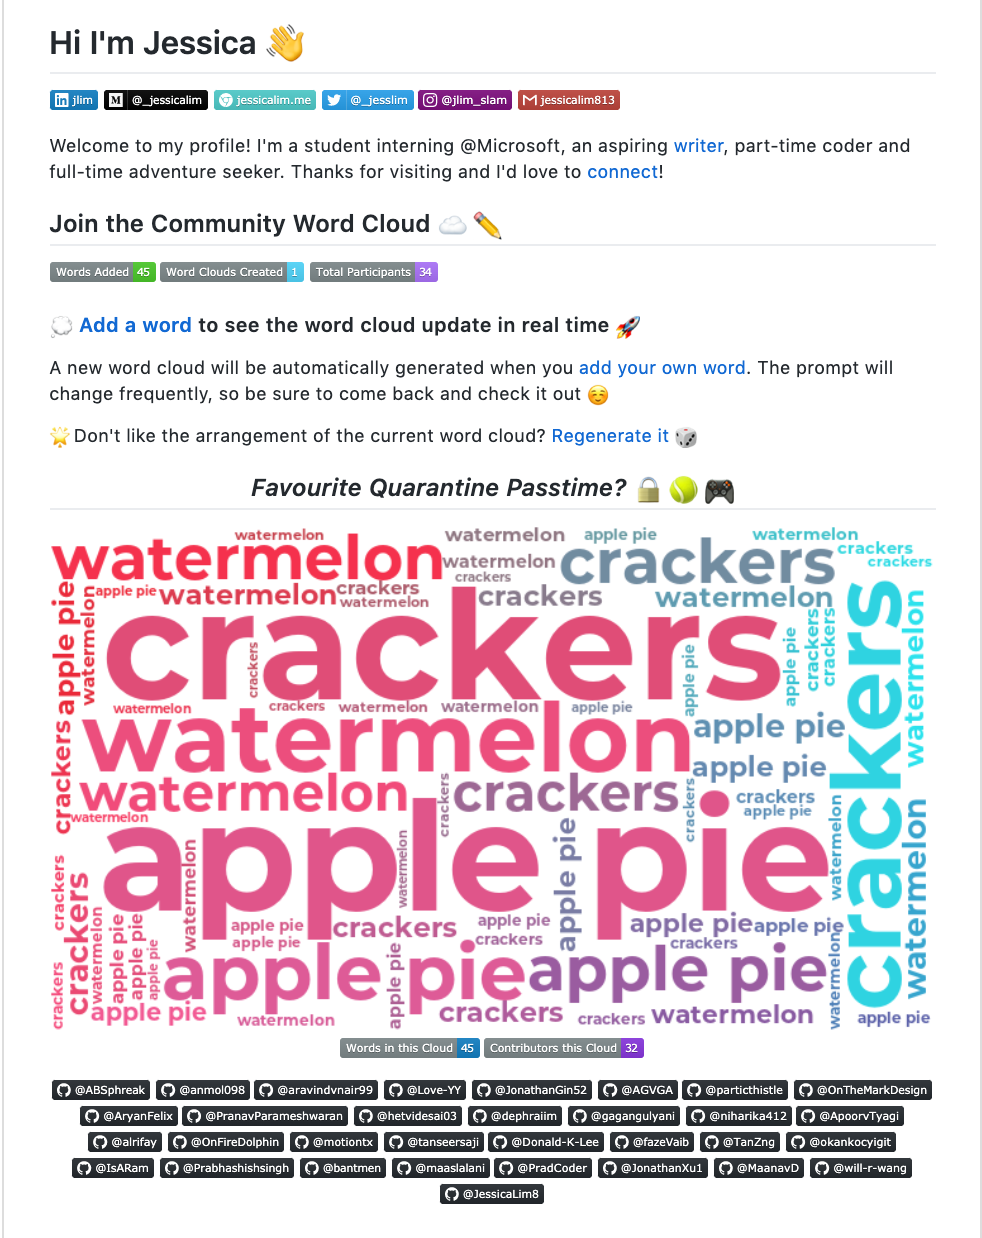 Hi I'm Jessica 👋
jlim @_jessicalim jessicalim.me @_jesslim @jlim_slam jessicalim813
Welcome to my profile! I'm a student interning @Microsoft, an aspiring writer, part-time coder and
full-time adventure seeker. Thanks for visiting and I'd love to connect!
Join the Community Word Cloud ☁️ ✏️
Words Added 45 Word Clouds Created 1 Total Participants 34
💭 Add a word to see the word cloud update in real time 🚀
A new word cloud will be automatically generated when you add your own word. The prompt will
change frequently, so be sure to come back and check it out ☺️
🌟 Don't like the arrangement of the current word cloud? Regenerate it 🎲
Favourite Quarantine Passtime? 🔒 🎾 🎮
watermelon watermelon apple pie watermelon
watermelon watermelon crackers crackers
crackers crackers
apple pie watermelon crackers watermelon crackers watermelon
apple pie watermelon crackers crackers crackers
crackers apple pie apple pie crackers watermelon
watermelon crackers watermelon watermelon apple pie
watermelon apple pie
crackers apple pie
watermelon crackers crackers crackers crackers
watermelon apple pie
apple pie watermelon watermelon
crackers crackers watermelon apple pie watermelon
apple pie crackers apple pie apple pie apple pie
apple pie crackers crackers
watermelon apple pie apple pie apple pie
crackers apple pie apple pie apple pie watermelon
apple pie watermelon crackers crackers watermelon apple pie
Words in this Cloud 45 Contributors this Cloud 32
@ABSphreak @anmol098 @aravindvnair99 @Love-YY @JonathanGin52 @AGVGA @particthistle @OnTheMarkDesign
@AryanFelix @PranavParameshwaran @hetvidesai03 @dephraiim @gagangulyani @niharika412 @ApoorvTyagi
@alrifay @OnFireDolphin @motiontx @tanseersaji @Donald-K-Lee @fazeVaib @TanZng @okankocyigit
@IsARam @Prabhashishsingh @bantmen @maaslalani @PradCoder @JonathanXu1 @MaanavD @will-r-wang
@JessicaLim8